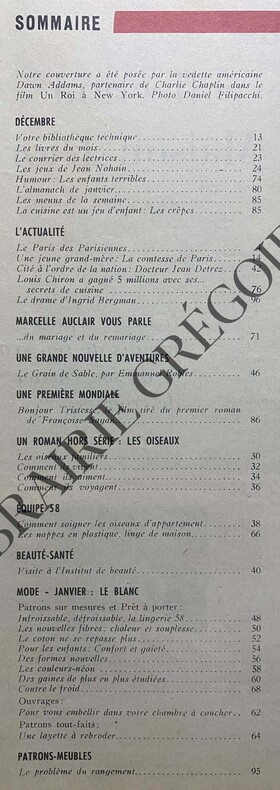 SOMMAIRE
Notre couverture a été posée par la vedette américaine
Dawn Addams, partenaire de Charlie Chaplin dans le
film Un Roi à New York. Photo Daniel Filipacchi.
DÉCEMBRE
Votre bibliothèque technique 13
Les livres du mois 21
Le courrier des lectrices 23
Les jeux de Jean Nohain 24
Humour: Les enfants terribles 74
L'almanach de janvier 80
Les menus de la semaine 85
La cuisine est un jeu d'enfant: Les crêpes 85
L'ACTUALITÉ
Le Paris des Parisiennes
Une jeune grand-mère: La comtesse de Paris 14
Cité à l'ordre de la nation: Docteur Jean Detrez 42
Louis Chiron a gagné 5 millions avec ses
secrets de cuisine 76
Le drame d'Ingrid Bergman 96
MARCELLE AUCLAIR VOUS PARLE
...du mariage et du remariage 71
UNE GRANDE NOUVELLE D'AVENTURES
Le Grain de Sable, par Emmanuel Roblès 46
UNE PREMIÈRE MONDIALE
Bonjour Tristesse, film tiré du premier roman
de Françoise Sagan 86
UN ROMAN HORS SÉRIE: LES OISEAUX
Les oiseaux familiers 30
Comment ils vivent 32
Comment ils aiment 34
Comment ils voyagent 36
ÉQUIPE 58
Comment soigner les oiseaux d'appartement 38
Les nappes en plastique, linge de maison 66
BEAUTÉ-SANTÉ
Visite à l'Institut de beauté 40
MODE - JANVIER: LE BLANC
Patrons sur mesures et Prêt à porter:
Infroissable, défroissable, la lingerie 58 48
Les nouvelles fibres: chaleur et souplesse 50
Le coton ne se repasse plus 52
Pour les enfants: Confort et gaieté 54
Des formes nouvelles 56
Les couleurs-néon 58
Des gaines de plus en plus étudiées 60
Contre le froid 68
Ouvrages:
Pour vous embellir dans votre chambre à coucher 62
Patrons tout-faits:
Une layette à rebroder 64
PATRONS-MEUBLES
Le problème du rangement 95
LIBRAIRIE GRÉGOIRE